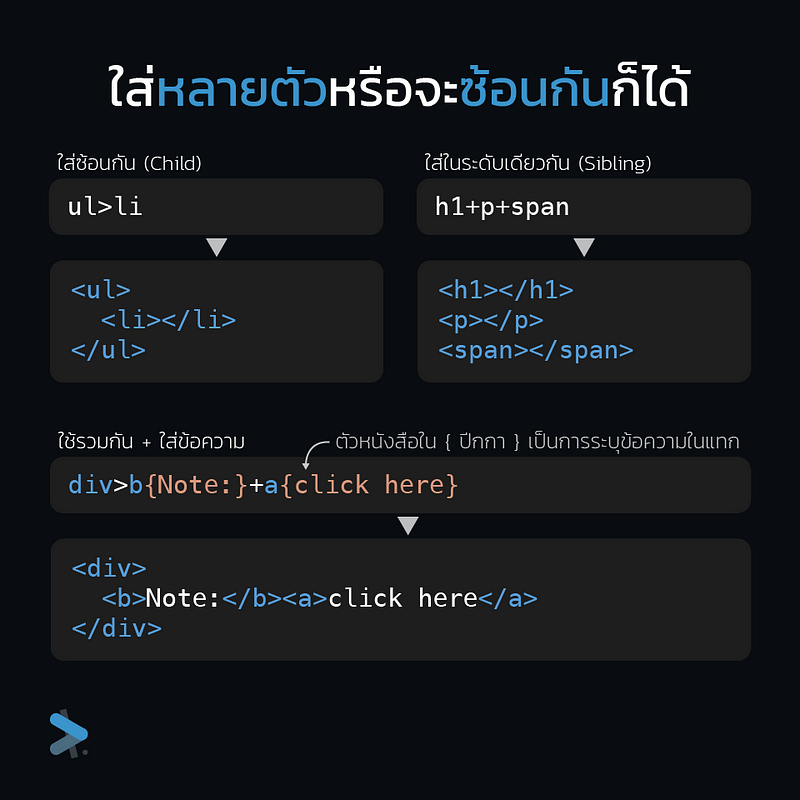 ใส่หลายตัวหรือจะซ้อนกันก็ได้
ใส่ซ้อนกัน (Child)
ul>li
<ul>
  <li></li>
</ul>
ใส่ในระดับเดียวกัน (Sibling)
h1+p+span
<h1></h1>
<p></p>
<span></span>
ใช้รวมกัน + ใส่ข้อความ
ตัวหนังสือใน { ปีกกา } เป็นการระบุข้อความในแทก
div>b{Note:}+a{click here}
<div>
  <b>Note:</b><a>click here</a>
</div>